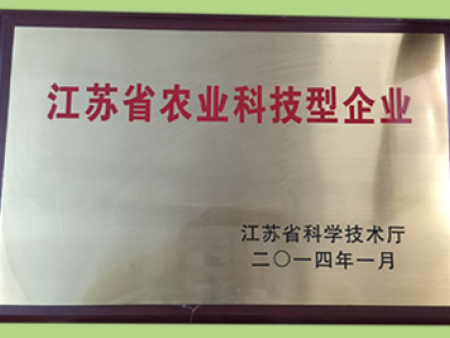 江苏省农业科技型企业
江苏省科学技术厅
二〇一四年一月